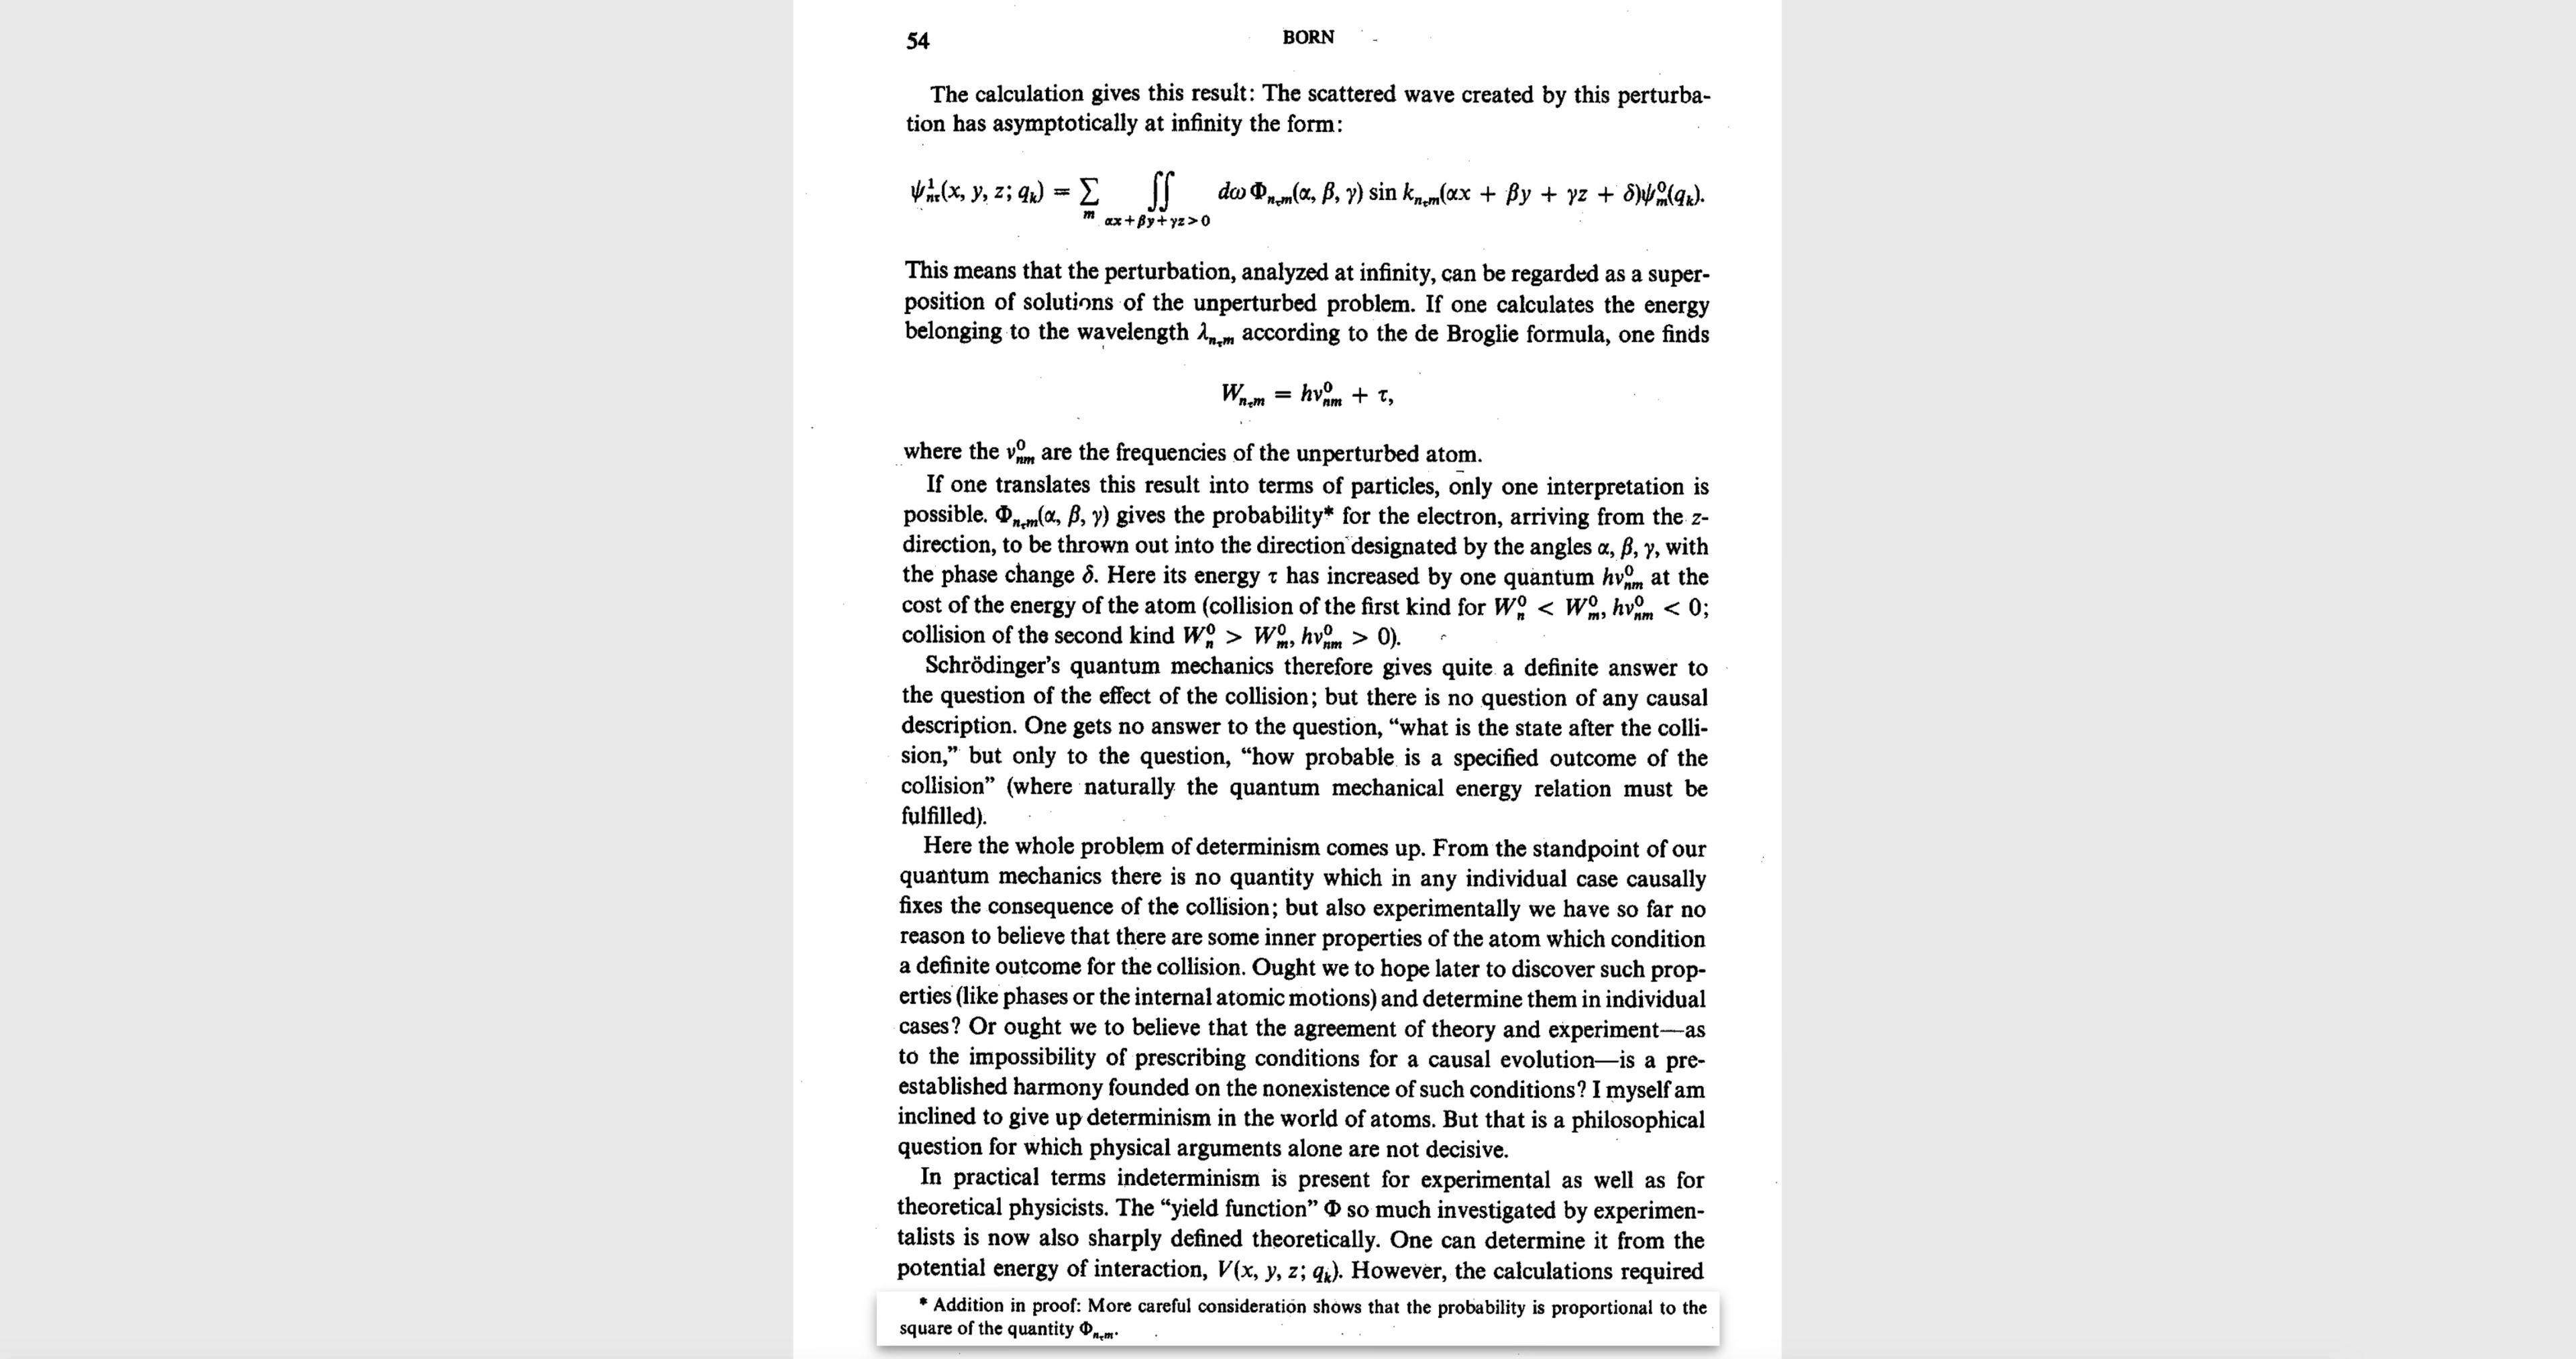 54 BORN
The calculation gives this result: The scattered wave created by this perturba-
tion has asymptotically at infinity the form:
ψ¹ₙτ(x, y, z; qₖ) = ∑ₘ ∬ dω Φₙτₘ(α, β, γ) sin kₙτₘ(αx + βy + γz + δ)ψ⁰ₘ(qₖ).
αx+βy+γz>0
This means that the perturbation, analyzed at infinity, can be regarded as a super-
position of solutions of the unperturbed problem. If one calculates the energy
belonging to the wavelength λₙτₘ according to the de Broglie formula, one finds
Wₙτₘ = hν⁰ₙₘ + τ,
where the ν⁰ₙₘ are the frequencies of the unperturbed atom.
If one translates this result into terms of particles, only one interpretation is
possible. Φₙτₘ(α, β, γ) gives the probability* for the electron, arriving from the z-
direction, to be thrown out into the direction designated by the angles α, β, γ, with
the phase change δ. Here its energy τ has increased by one quantum hν⁰ₙₘ at the
cost of the energy of the atom (collision of the first kind for W⁰ₙ < W⁰ₘ, hν⁰ₙₘ < 0;
collision of the second kind W⁰ₙ > W⁰ₘ, hν⁰ₙₘ > 0).
Schrödinger's quantum mechanics therefore gives quite a definite answer to
the question of the effect of the collision; but there is no question of any causal
description. One gets no answer to the question, “what is the state after the colli-
sion,” but only to the question, “how probable is a specified outcome of the
collision” (where naturally the quantum mechanical energy relation must be
fulfilled).
Here the whole problem of determinism comes up. From the standpoint of our
quantum mechanics there is no quantity which in any individual case causally
fixes the consequence of the collision; but also experimentally we have so far no
reason to believe that there are some inner properties of the atom which condition
a definite outcome for the collision. Ought we to hope later to discover such prop-
erties (like phases or the internal atomic motions) and determine them in individual
cases? Or ought we to believe that the agreement of theory and experiment—as
to the impossibility of prescribing conditions for a causal evolution—is a pre-
established harmony founded on the nonexistence of such conditions? I myself am
inclined to give up determinism in the world of atoms. But that is a philosophical
question for which physical arguments alone are not decisive.
In practical terms indeterminism is present for experimental as well as for
theoretical physicists. The “yield function” Φ so much investigated by experimen-
talists is now also sharply defined theoretically. One can determine it from the
potential energy of interaction, V(x, y, z; qₖ). However, the calculations required
* Addition in proof: More careful consideration shows that the probability is proportional to the
square of the quantity Φₙτₘ.